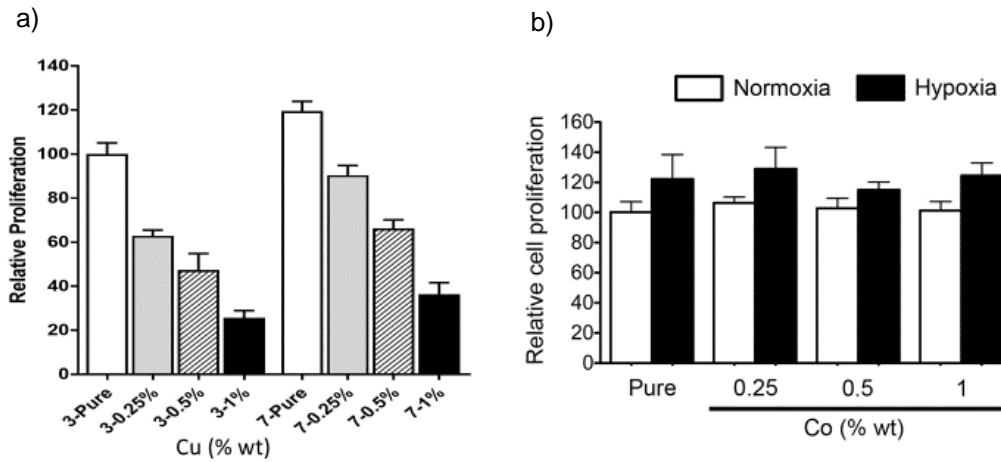 a)
140
120
100
80
60
40
20
0
Relative Proliferation
3-Pure
3-0.25%
3-0.5%
3-1%
7-Pure
7-0.25%
7-0.5%
7-1%
Cu (% wt)
b)
Normoxia
Hypoxia
160
140
120
100
80
60
40
20
0
Relative cell proliferation
Pure
0.25
0.5
1
Co (% wt)